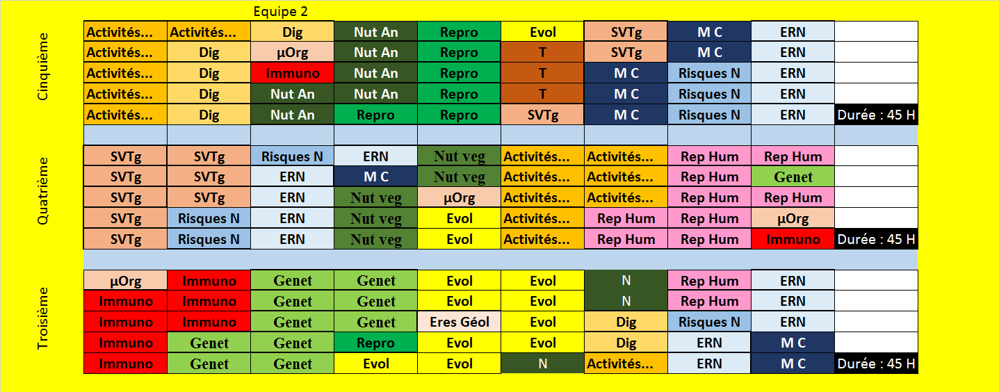 Equipe 2
Cinquième
Activités... Activités... Dig Nut An Repro Evol SVTg M C ERN
Activités... Dig µOrg Nut An Repro T SVTg M C ERN
Activités... Dig Immuno Nut An Repro T M C Risques N ERN
Activités... Dig Nut An Nut An Repro T M C Risques N ERN
Activités... Dig Nut An Repro Repro SVTg M C Risques N ERN Durée : 45 H
Quatrième
SVTg SVTg Risques N ERN Nut veg Activités... Activités... Rep Hum Rep Hum
SVTg SVTg ERN M C Nut veg Activités... Activités... Rep Hum Genet
SVTg SVTg ERN Nut veg µOrg Activités... Activités... Rep Hum Rep Hum
SVTg Risques N ERN Nut veg Evol Activités... Rep Hum Rep Hum µOrg
SVTg Risques N ERN Nut veg Evol Activités... Rep Hum Rep Hum Immuno Durée : 45 H
Troisième
µOrg Immuno Genet Genet Evol Evol N Rep Hum ERN
Immuno Immuno Genet Genet Evol Evol N Rep Hum ERN
Immuno Immuno Genet Genet Eres Géol Evol Dig Risques N ERN
Immuno Genet Genet Repro Evol Evol Dig ERN M C
Immuno Genet Genet Evol Evol N Activités... ERN M C Durée : 45 H